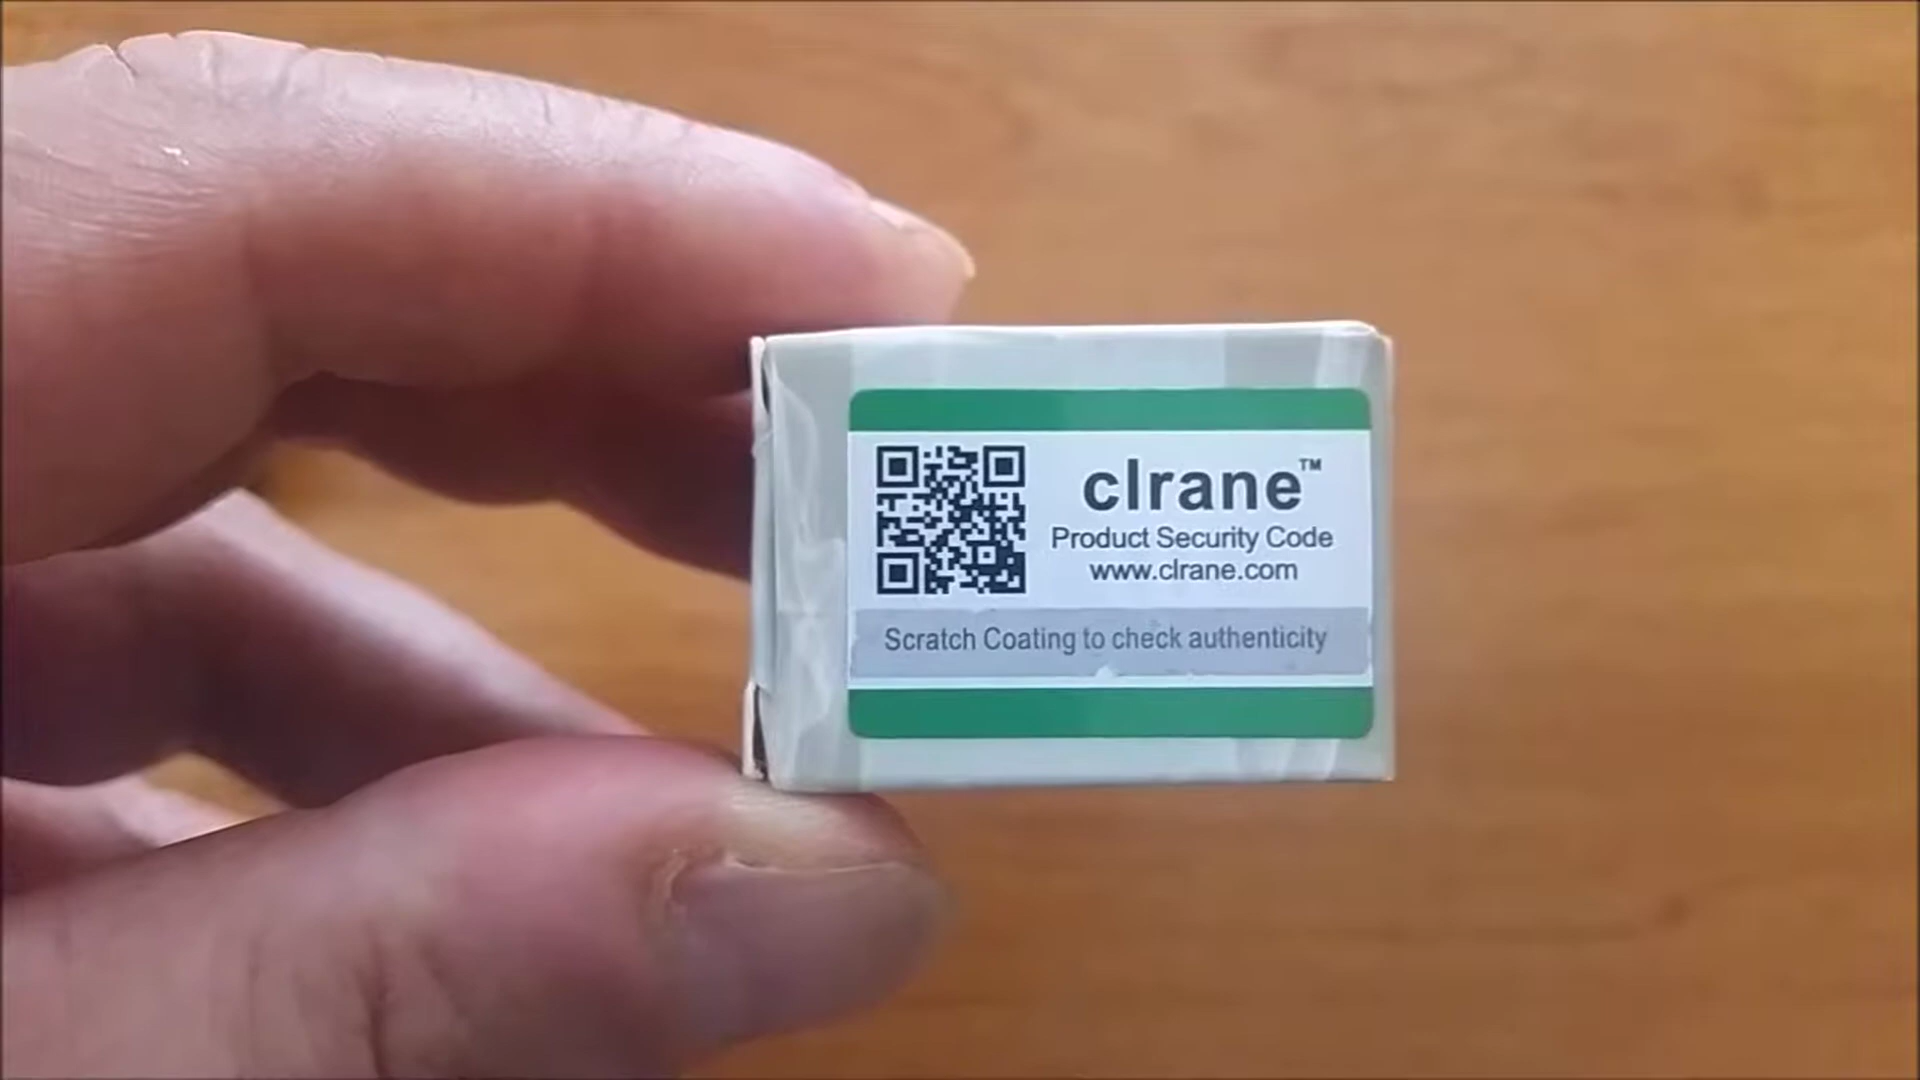 clrane™
Product Security Code
www.clrane.com
Scratch Coating to check authenticity